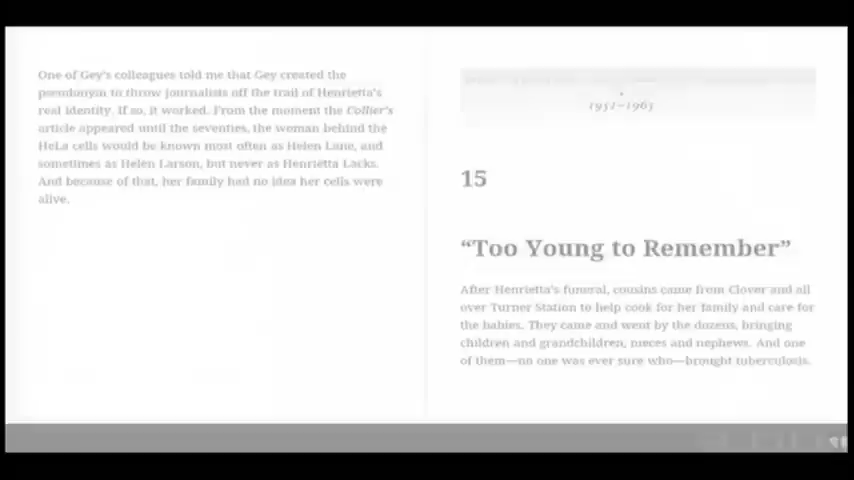 One of Gey's colleagues told me that Gey created the
pseudonym to throw journalists off the trail of Henrietta's
real identity. If so, it worked. From the moment the Collier's
article appeared until the seventies, the woman behind the
HeLa cells would be known most often as Helen Lane, and
sometimes as Helen Larson, but never as Henrietta Lacks.
And because of that, her family had no idea her cells were
alive.
1951–1965
15
“Too Young to Remember”
After Henrietta's funeral, cousins came from Clover and all
over Turner Station to help cook for her family and care for
the babies. They came and went by the dozens, bringing
children and grandchildren, nieces and nephews. And one
of them—no one was ever sure who—brought tuberculosis.